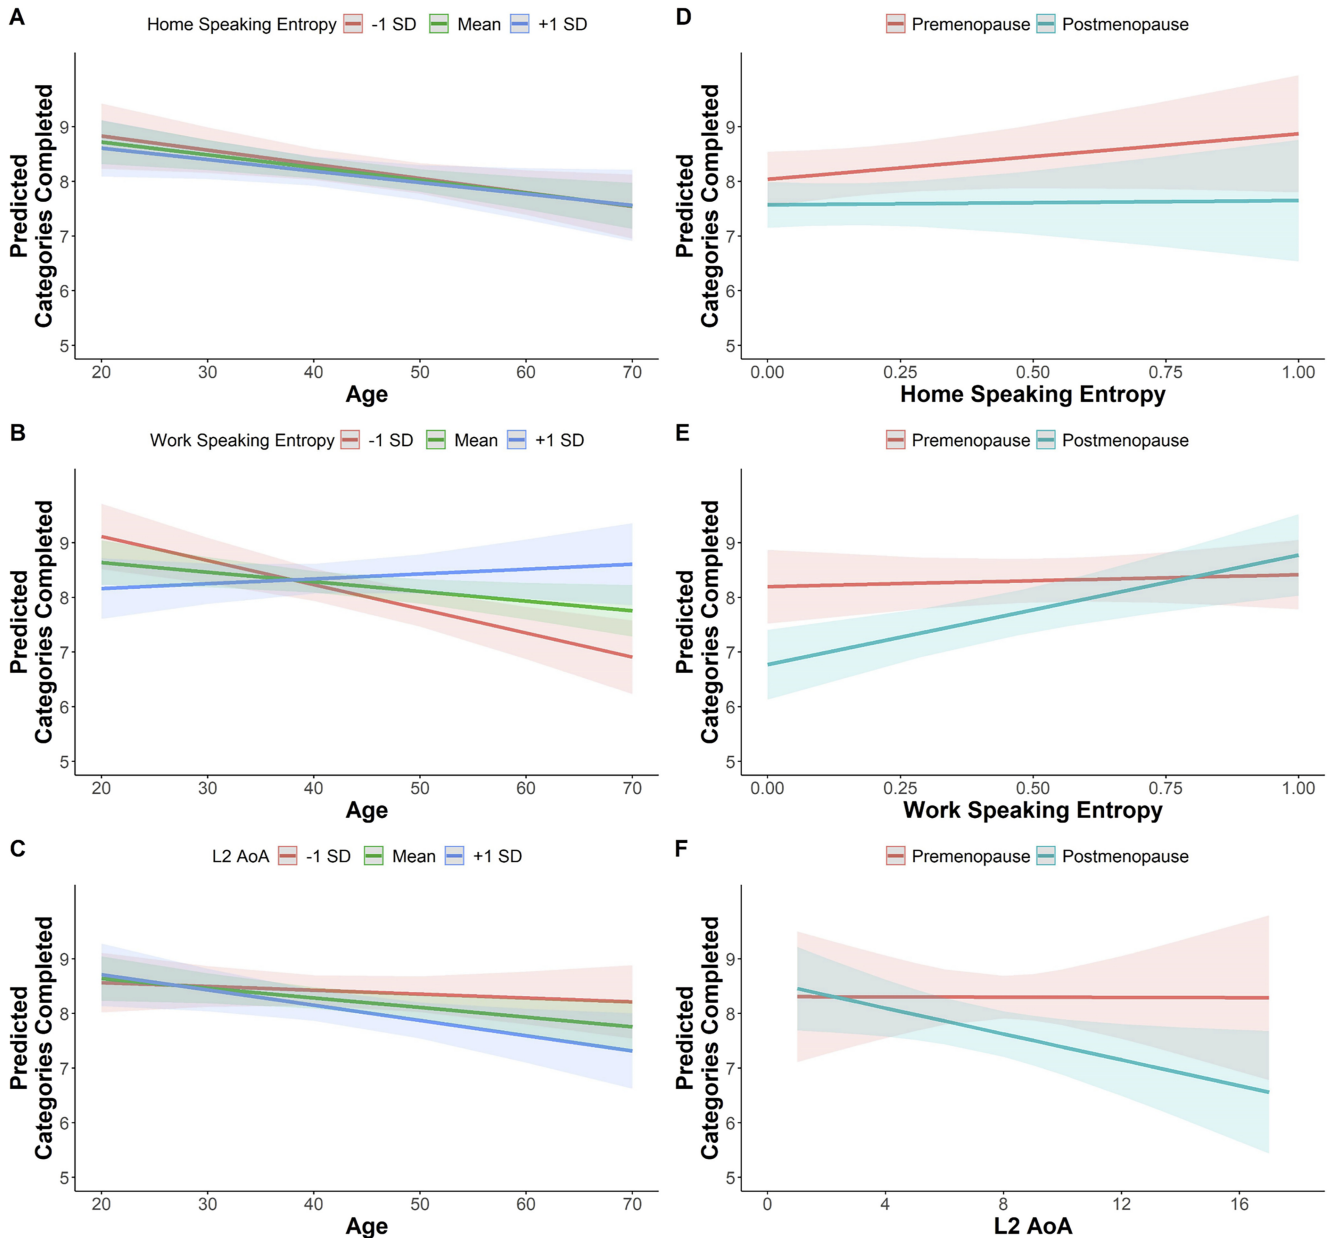 A
Home Speaking Entropy -1 SD Mean +1 SD
Predicted
Categories Completed
9
8
7
6
5
20 30 40 50 60 70
Age
D
Premenopause Postmenopause
Predicted
Categories Completed
9
8
7
6
5
0.00 0.25 0.50 0.75 1.00
Home Speaking Entropy
B
Work Speaking Entropy -1 SD Mean +1 SD
Predicted
Categories Completed
9
8
7
6
5
20 30 40 50 60 70
Age
E
Premenopause Postmenopause
Predicted
Categories Completed
9
8
7
6
5
0.00 0.25 0.50 0.75 1.00
Work Speaking Entropy
C
L2 AoA -1 SD Mean +1 SD
Predicted
Categories Completed
9
8
7
6
5
20 30 40 50 60 70
Age
F
Premenopause Postmenopause
Predicted
Categories Completed
9
8
7
6
5
0 4 8 12 16
L2 AoA